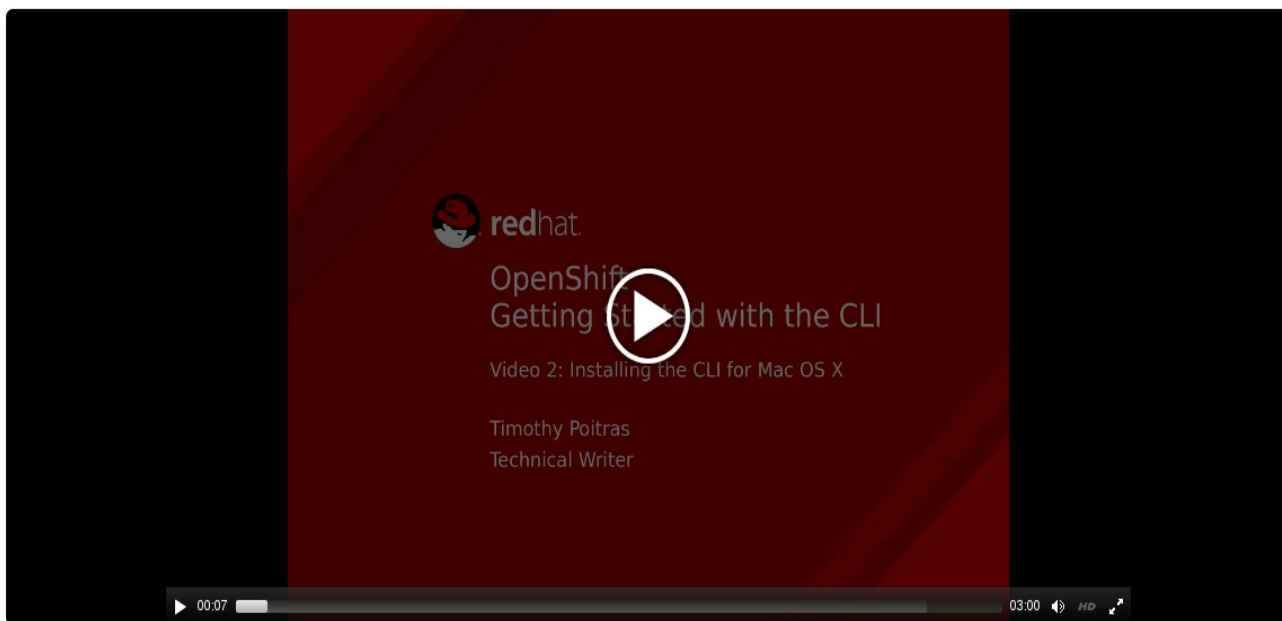 redhat.
OpenShift
Getting Started with the CLI
Video 2: Installing the CLI for Mac OS X
Timothy Poitras
Technical Writer
00:07
03:00
HD